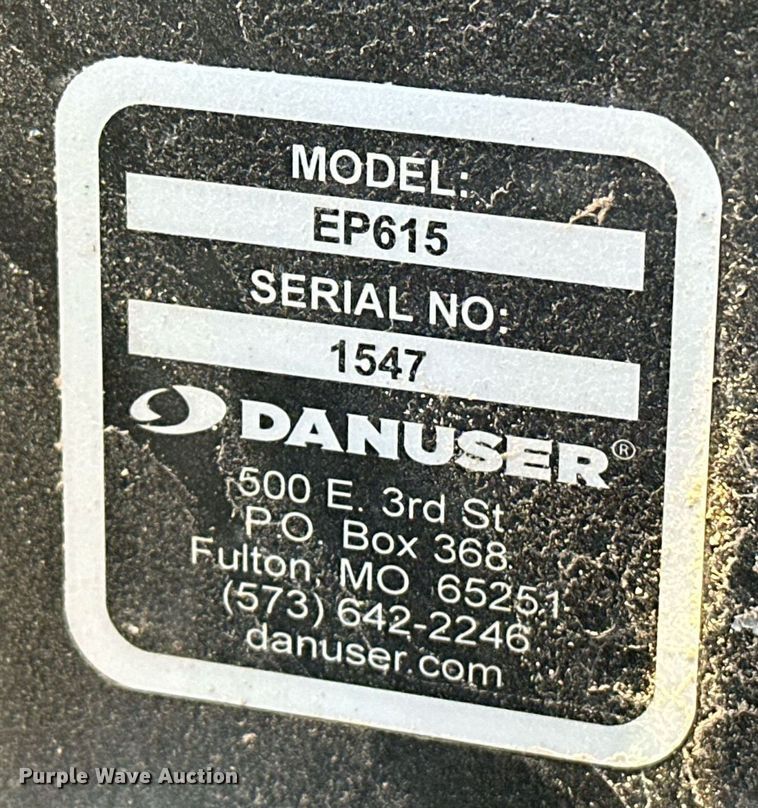 MODEL:
EP615
SERIAL NO:
1547
DANUSER®
500 E. 3rd St
P.O. Box 368
Fulton, MO 65251
(573) 642-2246
danuser.com
Purple Wave Auction